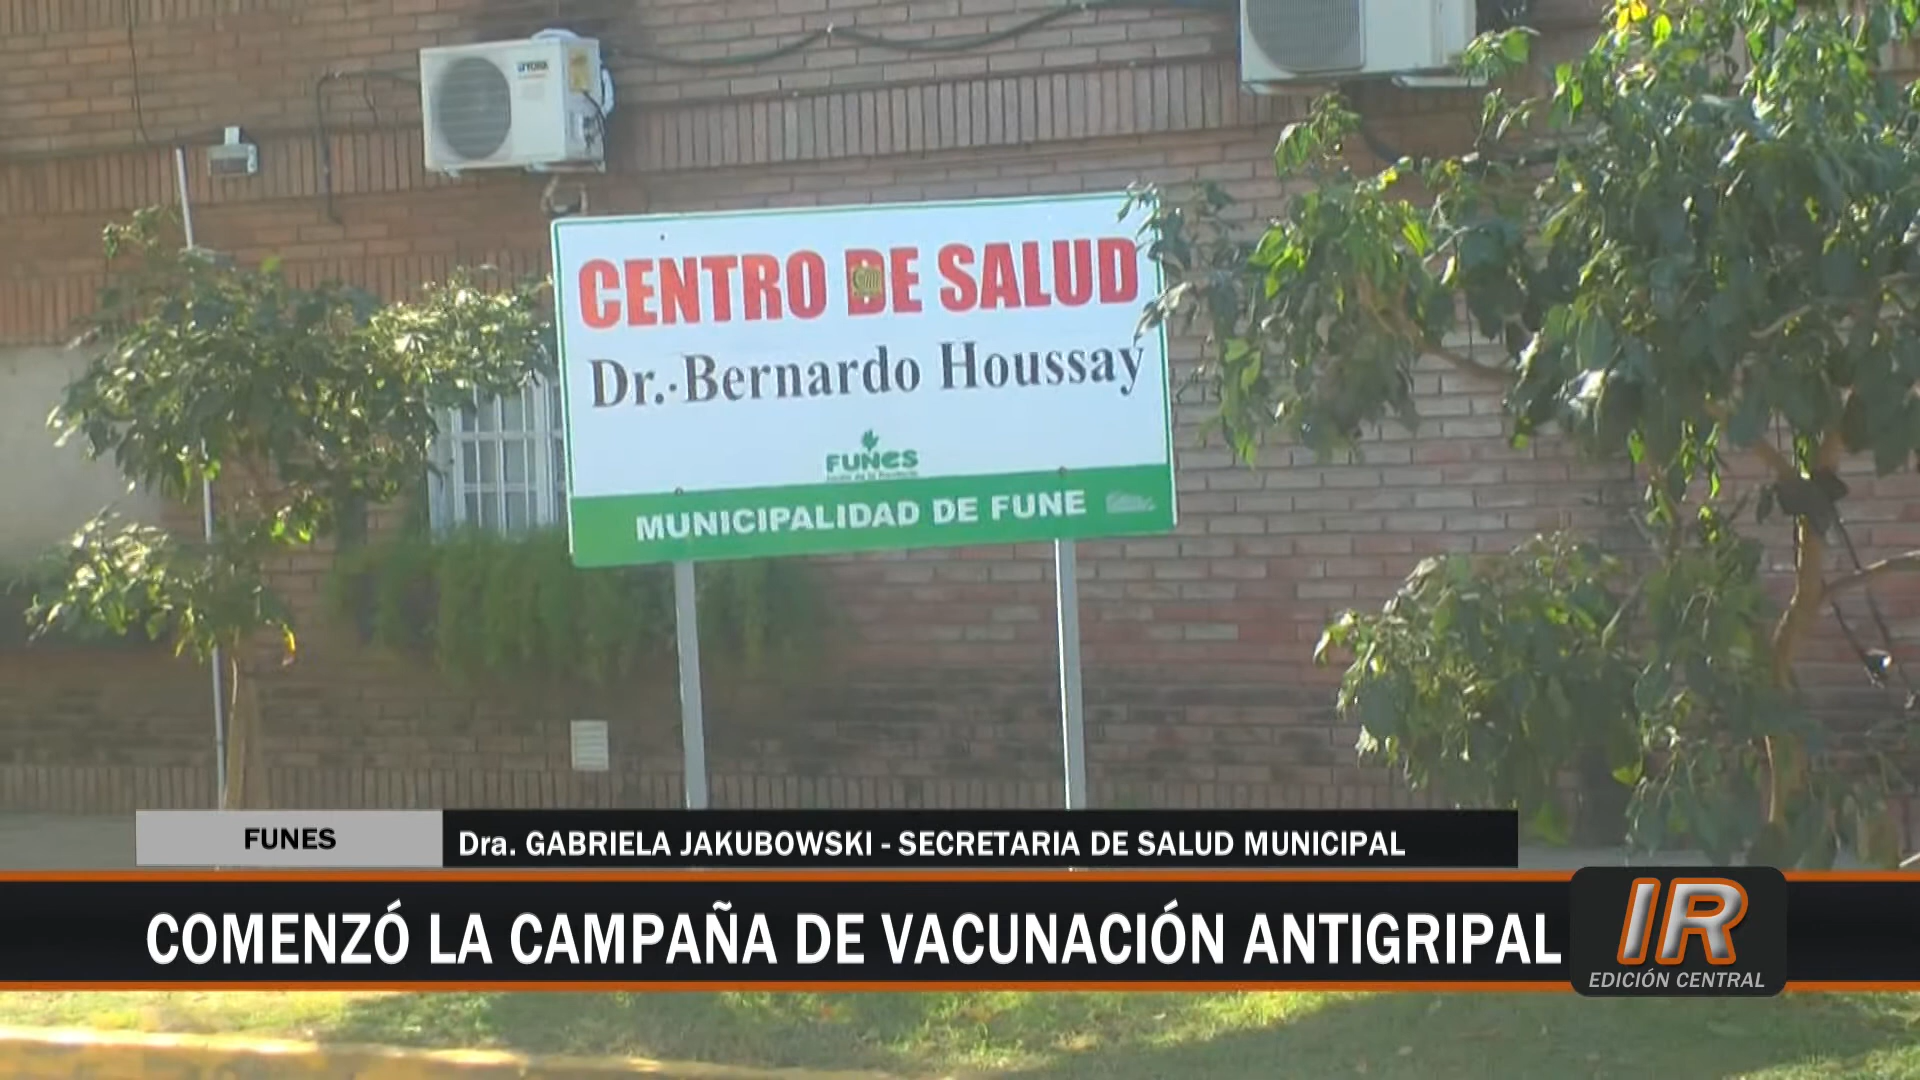 YORK
CENTRO DE SALUD
Dr. Bernardo Houssay
FUNES
MUNICIPALIDAD DE FUNE
FUNES
Dra. GABRIELA JAKUBOWSKI - SECRETARIA DE SALUD MUNICIPAL
COMENZÓ LA CAMPAÑA DE VACUNACIÓN ANTIGRIPAL
IR
EDICIÓN CENTRAL